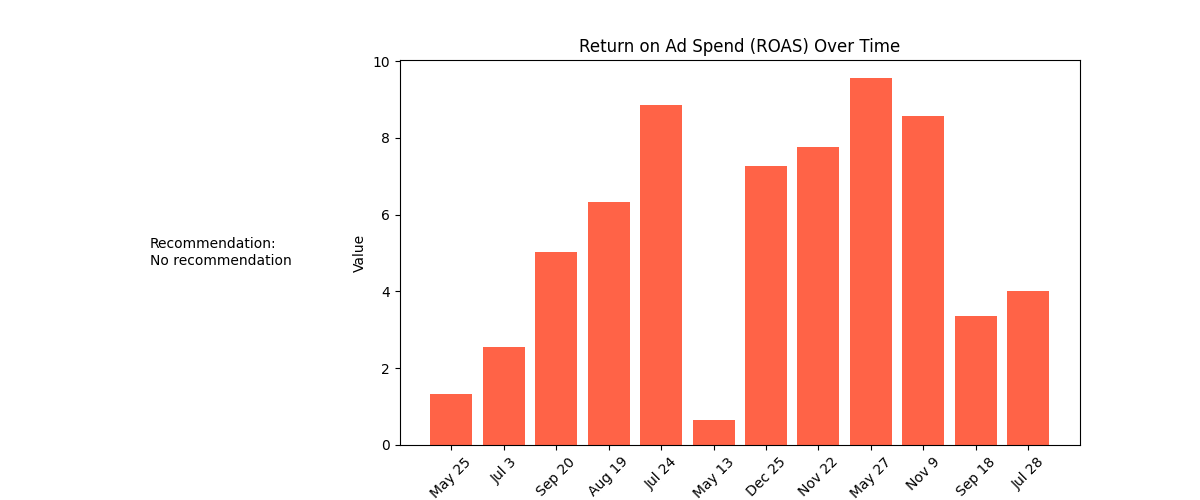 Return on Ad Spend (ROAS) Over Time
Recommendation:
No recommendation
Value
10
8
6
4
2
0
May 25
Jul 3
Sep 20
Aug 19
Jul 24
May 13
Dec 25
Nov 22
May 27
Nov 9
Sep 18
Jul 28